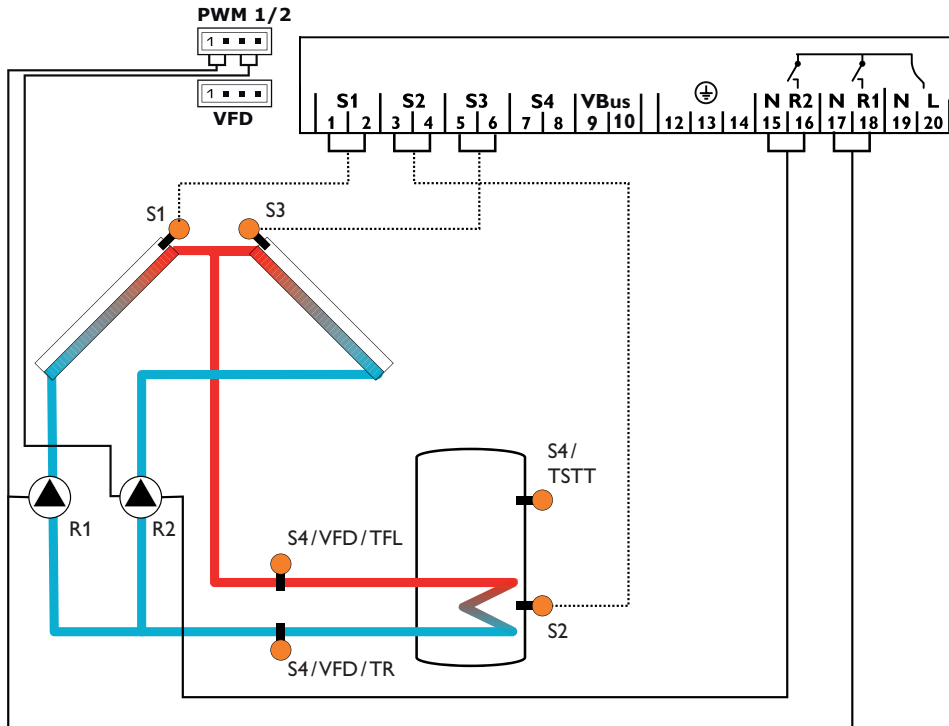 PWM 1/2
1
1
VFD
S1 S2 S3 S4 VBus N R2 N R1 N L
1 2 3 4 5 6 7 8 9 10 12 13 14 15 16 17 18 19 20
S1
S3
S4/
TSTT
R1
R2
S4/VFD/TFL
S2
S4/VFD/TR